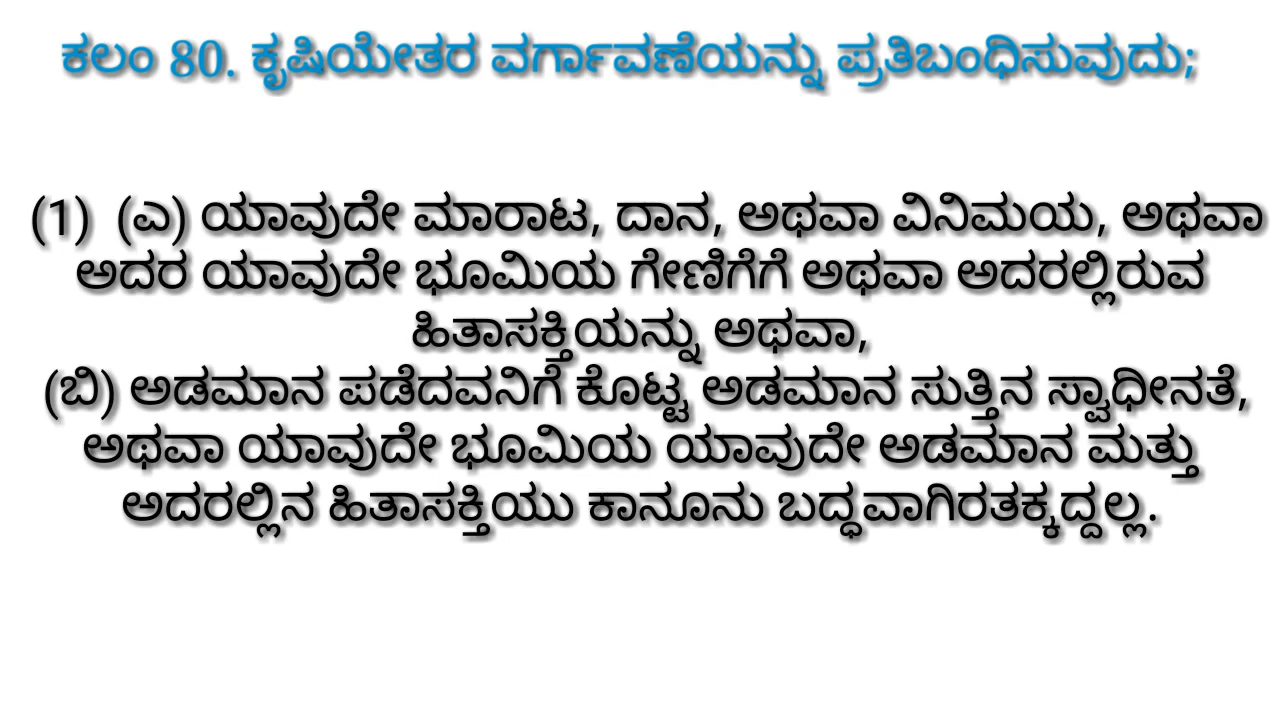 ಕಲಂ 80. ಕೃಷಿಯೇತರ ವರ್ಗಾವಣೆಯನ್ನು ಪ್ರತಿಬಂಧಿಸುವುದು;
(1) (ಎ) ಯಾವುದೇ ಮಾರಾಟ, ದಾನ, ಅಥವಾ ವಿನಿಮಯ, ಅಥವಾ
ಅದರ ಯಾವುದೇ ಭೂಮಿಯ ಗೇಣಿಗೆಗೆ ಅಥವಾ ಅದರಲ್ಲಿರುವ
ಹಿತಾಸಕ್ತಿಯನ್ನು ಅಥವಾ,
(ಬಿ) ಅಡಮಾನ ಪಡೆದವನಿಗೆ ಕೊಟ್ಟ ಅಡಮಾನ ಸುತ್ತಿನ ಸ್ವಾಧೀನತೆ,
ಅಥವಾ ಯಾವುದೇ ಭೂಮಿಯ ಯಾವುದೇ ಅಡಮಾನ ಮತ್ತು
ಅದರಲ್ಲಿನ ಹಿತಾಸಕ್ತಿಯು ಕಾನೂನು ಬದ್ಧವಾಗಿರತಕ್ಕದ್ದಲ್ಲ.